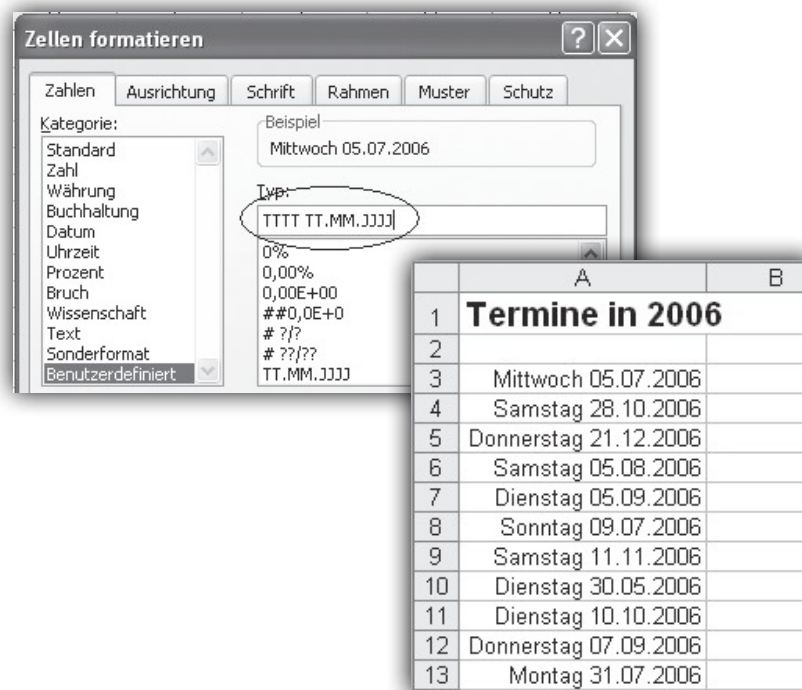 Zellen formatieren
Zahlen Ausrichtung Schrift Rahmen Muster Schutz
Kategorie:
Standard
Zahl
Währung
Buchhaltung
Datum
Uhrzeit
Prozent
Bruch
Wissenschaft
Text
Sonderformat
Benutzerdefiniert
Beispiel
Mittwoch 05.07.2006
Typ:
TTTT TT.MM.JJJJ
0%
0,00%
0,00E+00
##0,0E+0
# ?/?
# ??/??
TT.MM.JJJJ
A B
1 Termine in 2006
2
3 Mittwoch 05.07.2006
4 Samstag 28.10.2006
5 Donnerstag 21.12.2006
6 Samstag 05.08.2006
7 Dienstag 05.09.2006
8 Sonntag 09.07.2006
9 Samstag 11.11.2006
10 Dienstag 30.05.2006
11 Dienstag 10.10.2006
12 Donnerstag 07.09.2006
13 Montag 31.07.2006